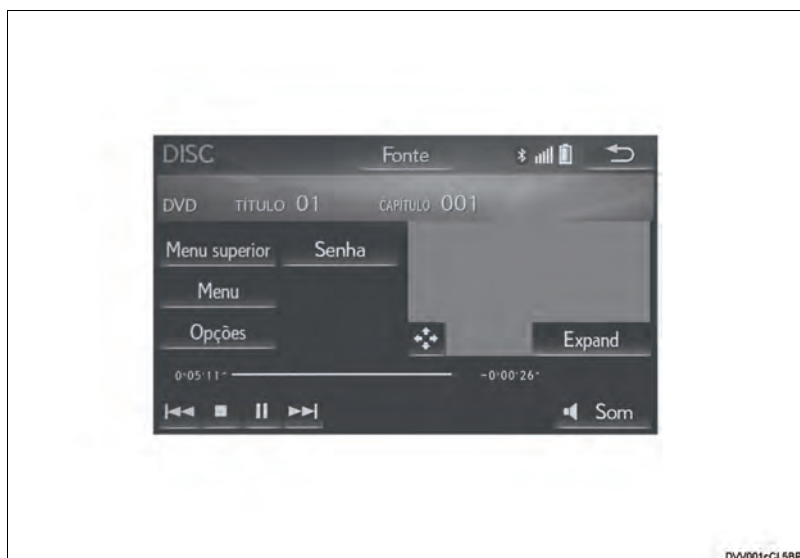 DISC Fonte
DVD TÍTULO 01 CAPÍTULO 001
Menu superior Senha
Menu
Opções Expand
0:05'11" -0:00'26"
Som
DVV001cCL5BP